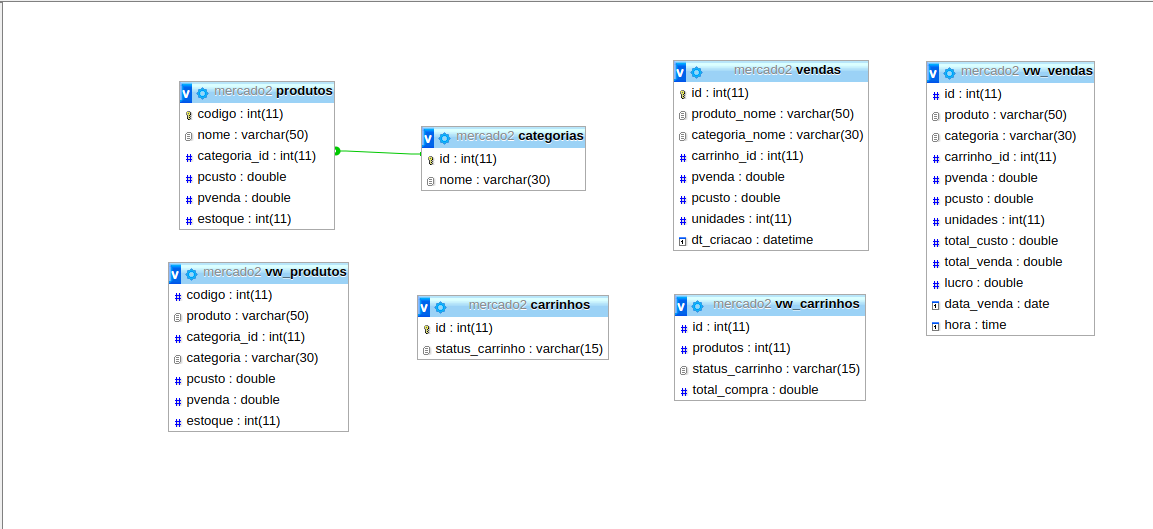 mercado2 produtos
codigo : int(11)
nome : varchar(50)
categoria_id : int(11)
pcusto : double
pvenda : double
estoque : int(11)
mercado2 categorias
id : int(11)
nome : varchar(30)
mercado2 vendas
id : int(11)
produto_nome : varchar(50)
categoria_nome : varchar(30)
carrinho_id : int(11)
pvenda : double
pcusto : double
unidades : int(11)
dt_criacao : datetime
mercado2 vw_vendas
id : int(11)
produto : varchar(50)
categoria : varchar(30)
carrinho_id : int(11)
pvenda : double
pcusto : double
unidades : int(11)
total_custo : double
total_venda : double
lucro : double
data_venda : date
hora : time
mercado2 vw_produtos
codigo : int(11)
produto : varchar(50)
categoria_id : int(11)
categoria : varchar(30)
pcusto : double
pvenda : double
estoque : int(11)
mercado2 carrinhos
id : int(11)
status_carrinho : varchar(15)
mercado2 vw_carrinhos
id : int(11)
produtos : int(11)
status_carrinho : varchar(15)
total_compra : double